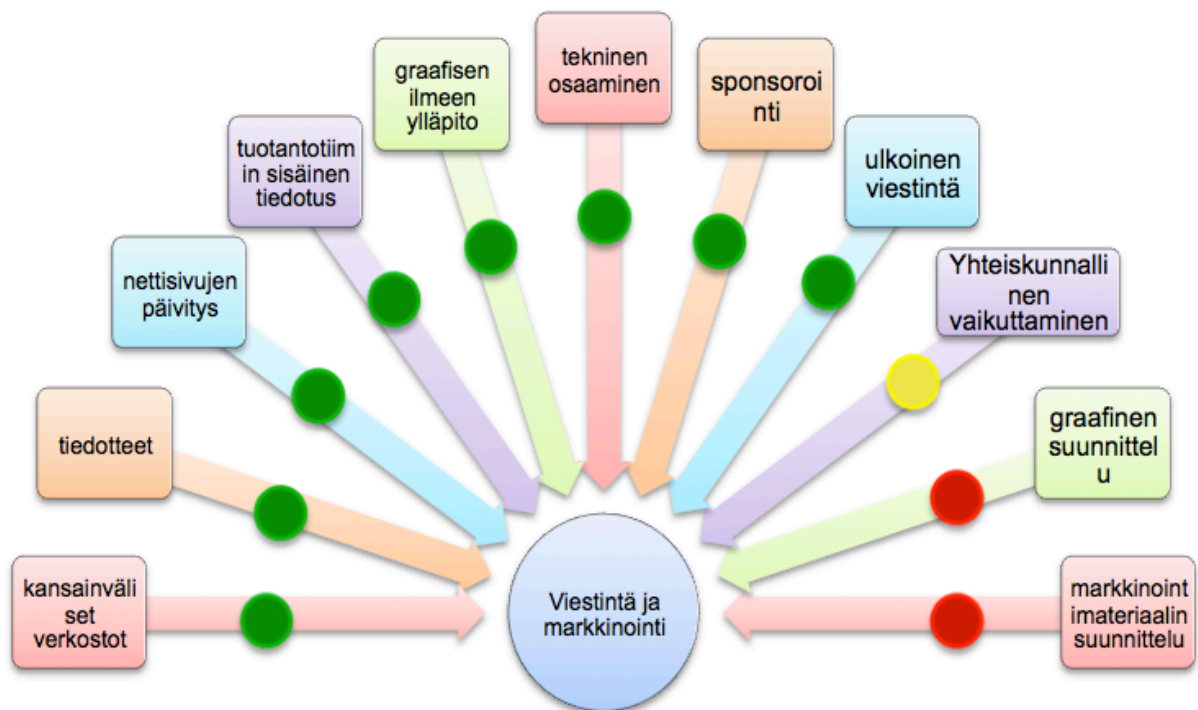 kansainväli
set
verkostot
tiedotteet
nettisivujen
päivitys
tuotantotiim
in sisäinen
tiedotus
graafisen
ilmeen
ylläpito
tekninen
osaaminen
sponsoroi
nti
ulkoinen
viestintä
Yhteiskunnalli
nen
vaikuttaminen
graafinen
suunnittel
u
markkinoint
imateriaalin
suunnittelu
Viestintä ja
markkinointi